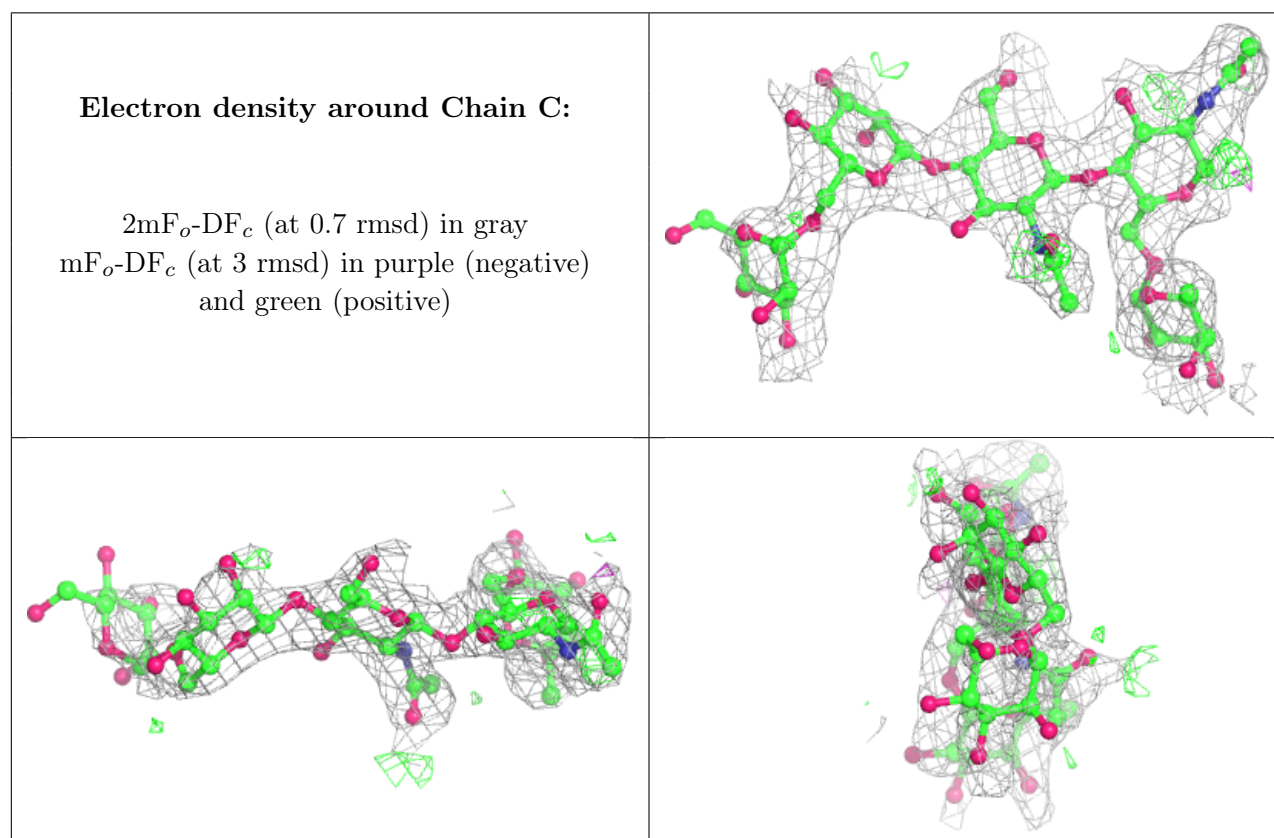 Electron density around Chain C:
2mFₒ-DF𝒸 (at 0.7 rmsd) in gray
mFₒ-DF𝒸 (at 3 rmsd) in purple (negative)
and green (positive)